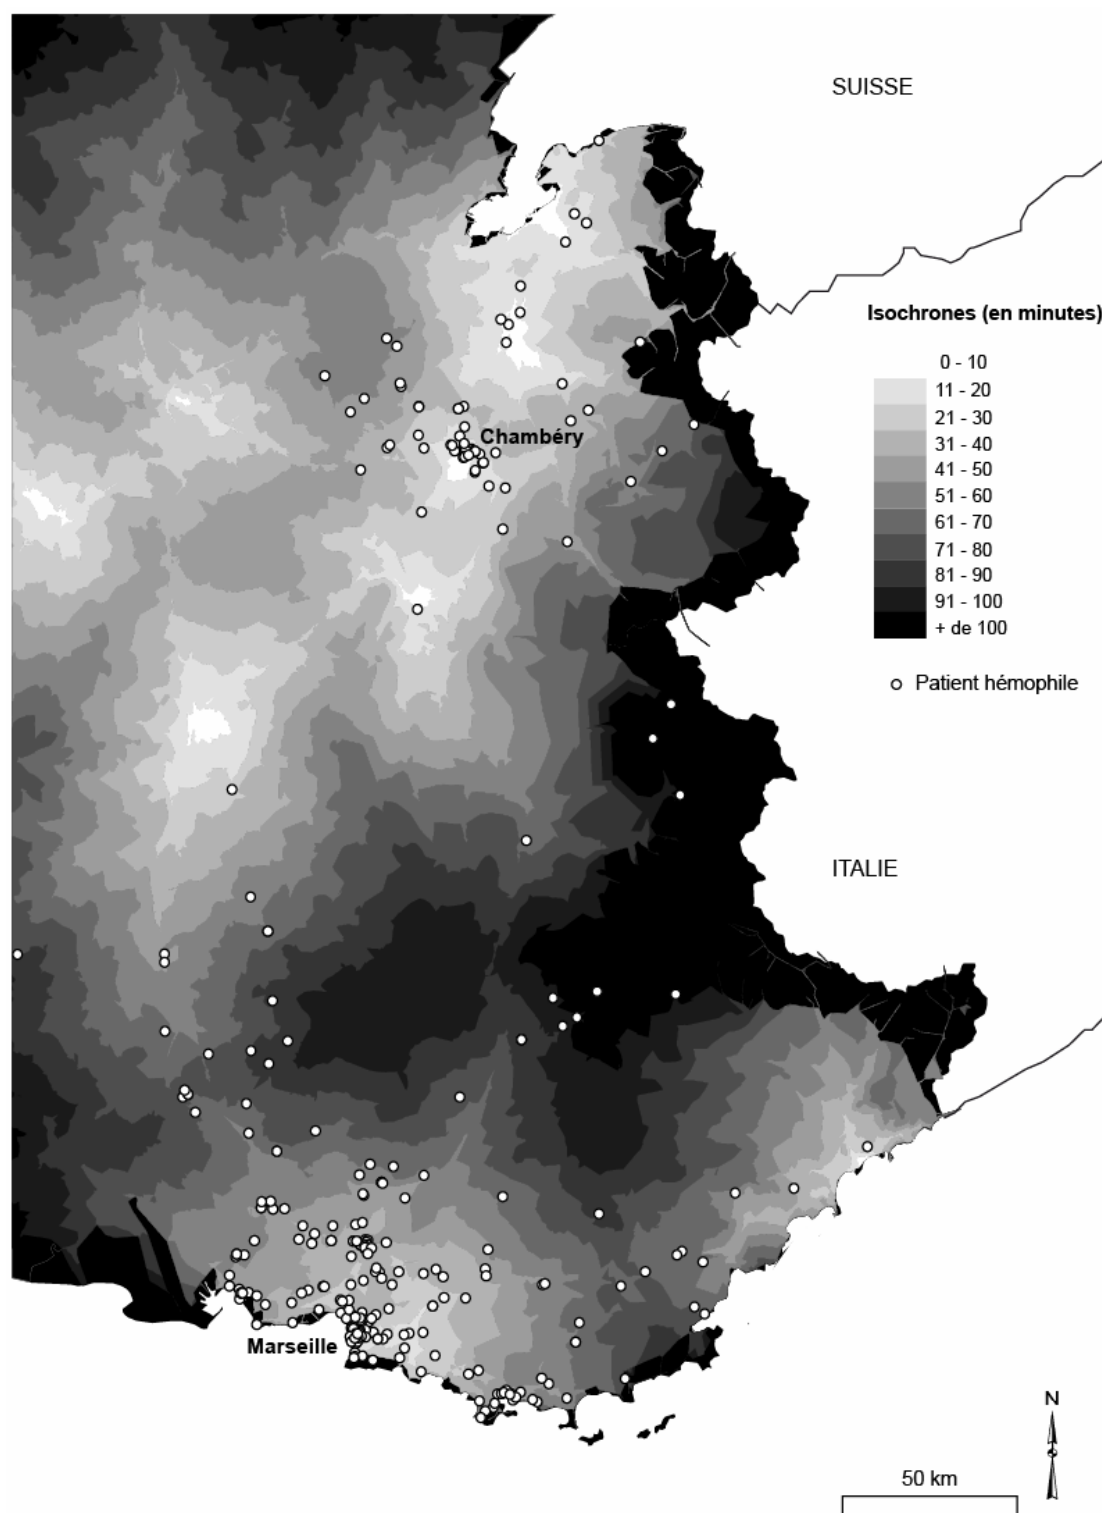 SUISSE
Isochrones (en minutes)
0 - 10
11 - 20
21 - 30
31 - 40
41 - 50
51 - 60
61 - 70
71 - 80
81 - 90
91 - 100
+ de 100
Patient hémophile
Chambéry
ITALIE
Marseille
N
50 km